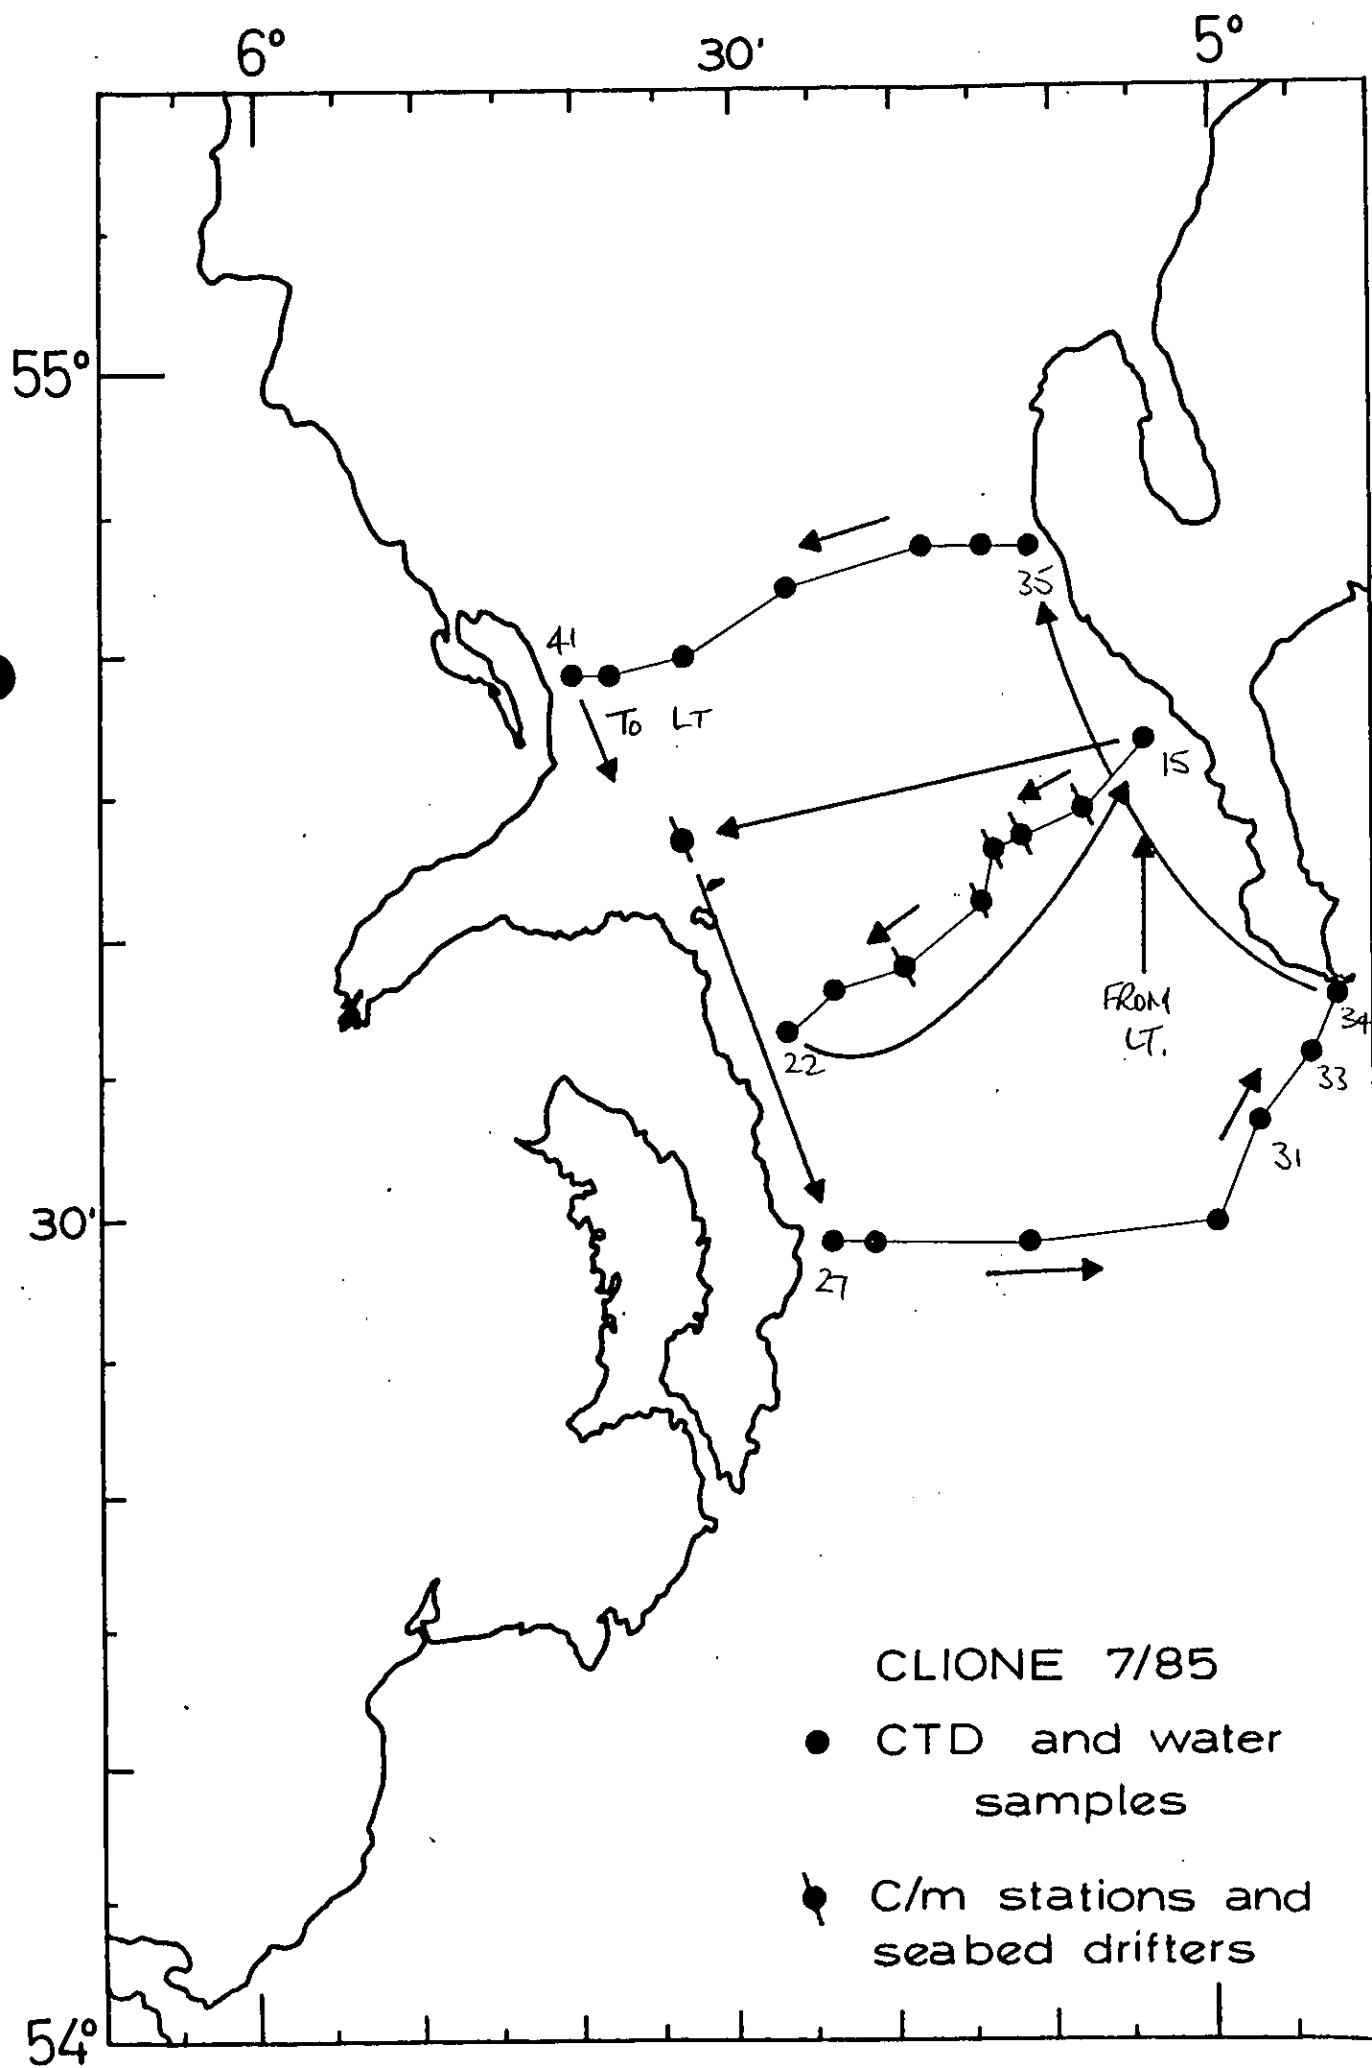 6° 30' 5°
55°
35
41
To LT
15
FROM
LT.
34
22
33
31
30'
27
CLIONE 7/85
CTD and water
samples
C/m stations and
seabed drifters
54°